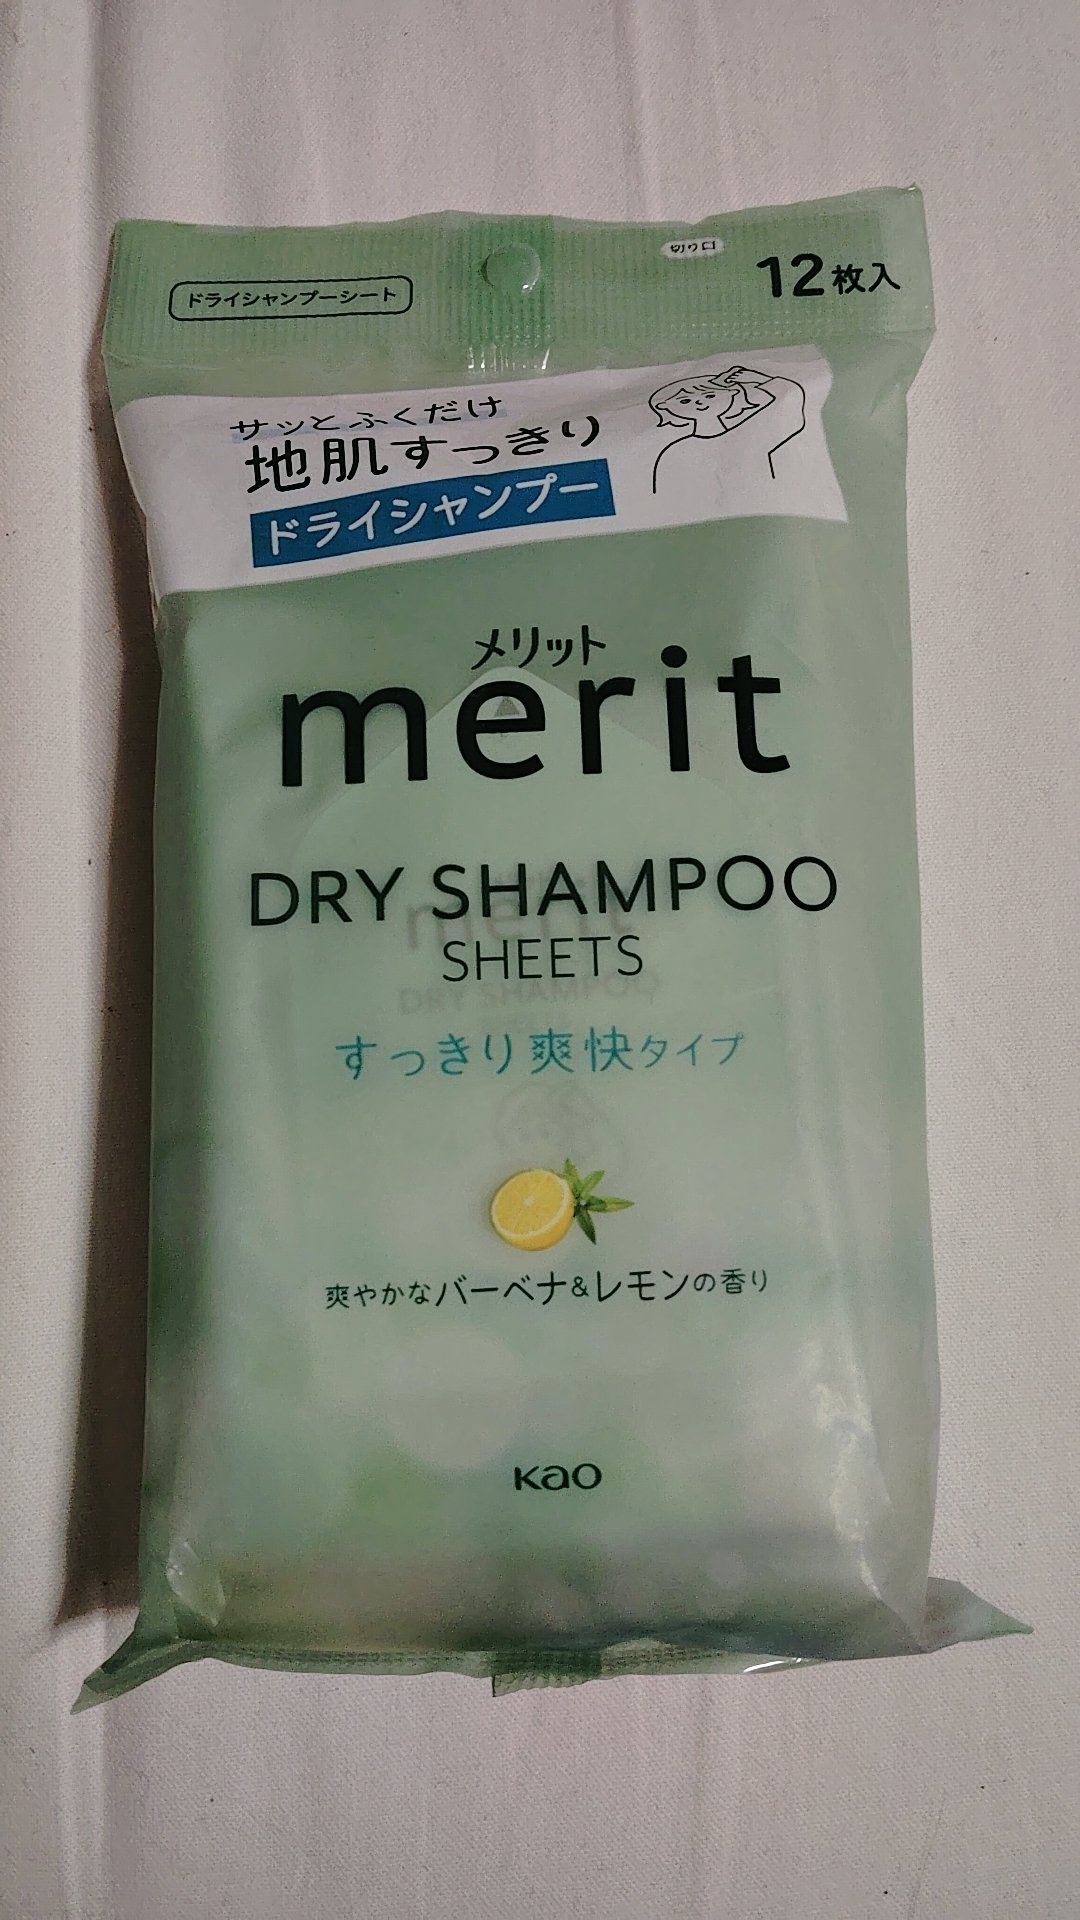 切り口
ドライシャンプーシート
12枚入
サッとふくだけ
地肌すっきり
ドライシャンプー
メリット
merit
DRY SHAMPOO
SHEETS
merit
DRY SHAMPOO
すっきり爽快タイプ
爽やかなバーベナ&レモンの香り
Kao